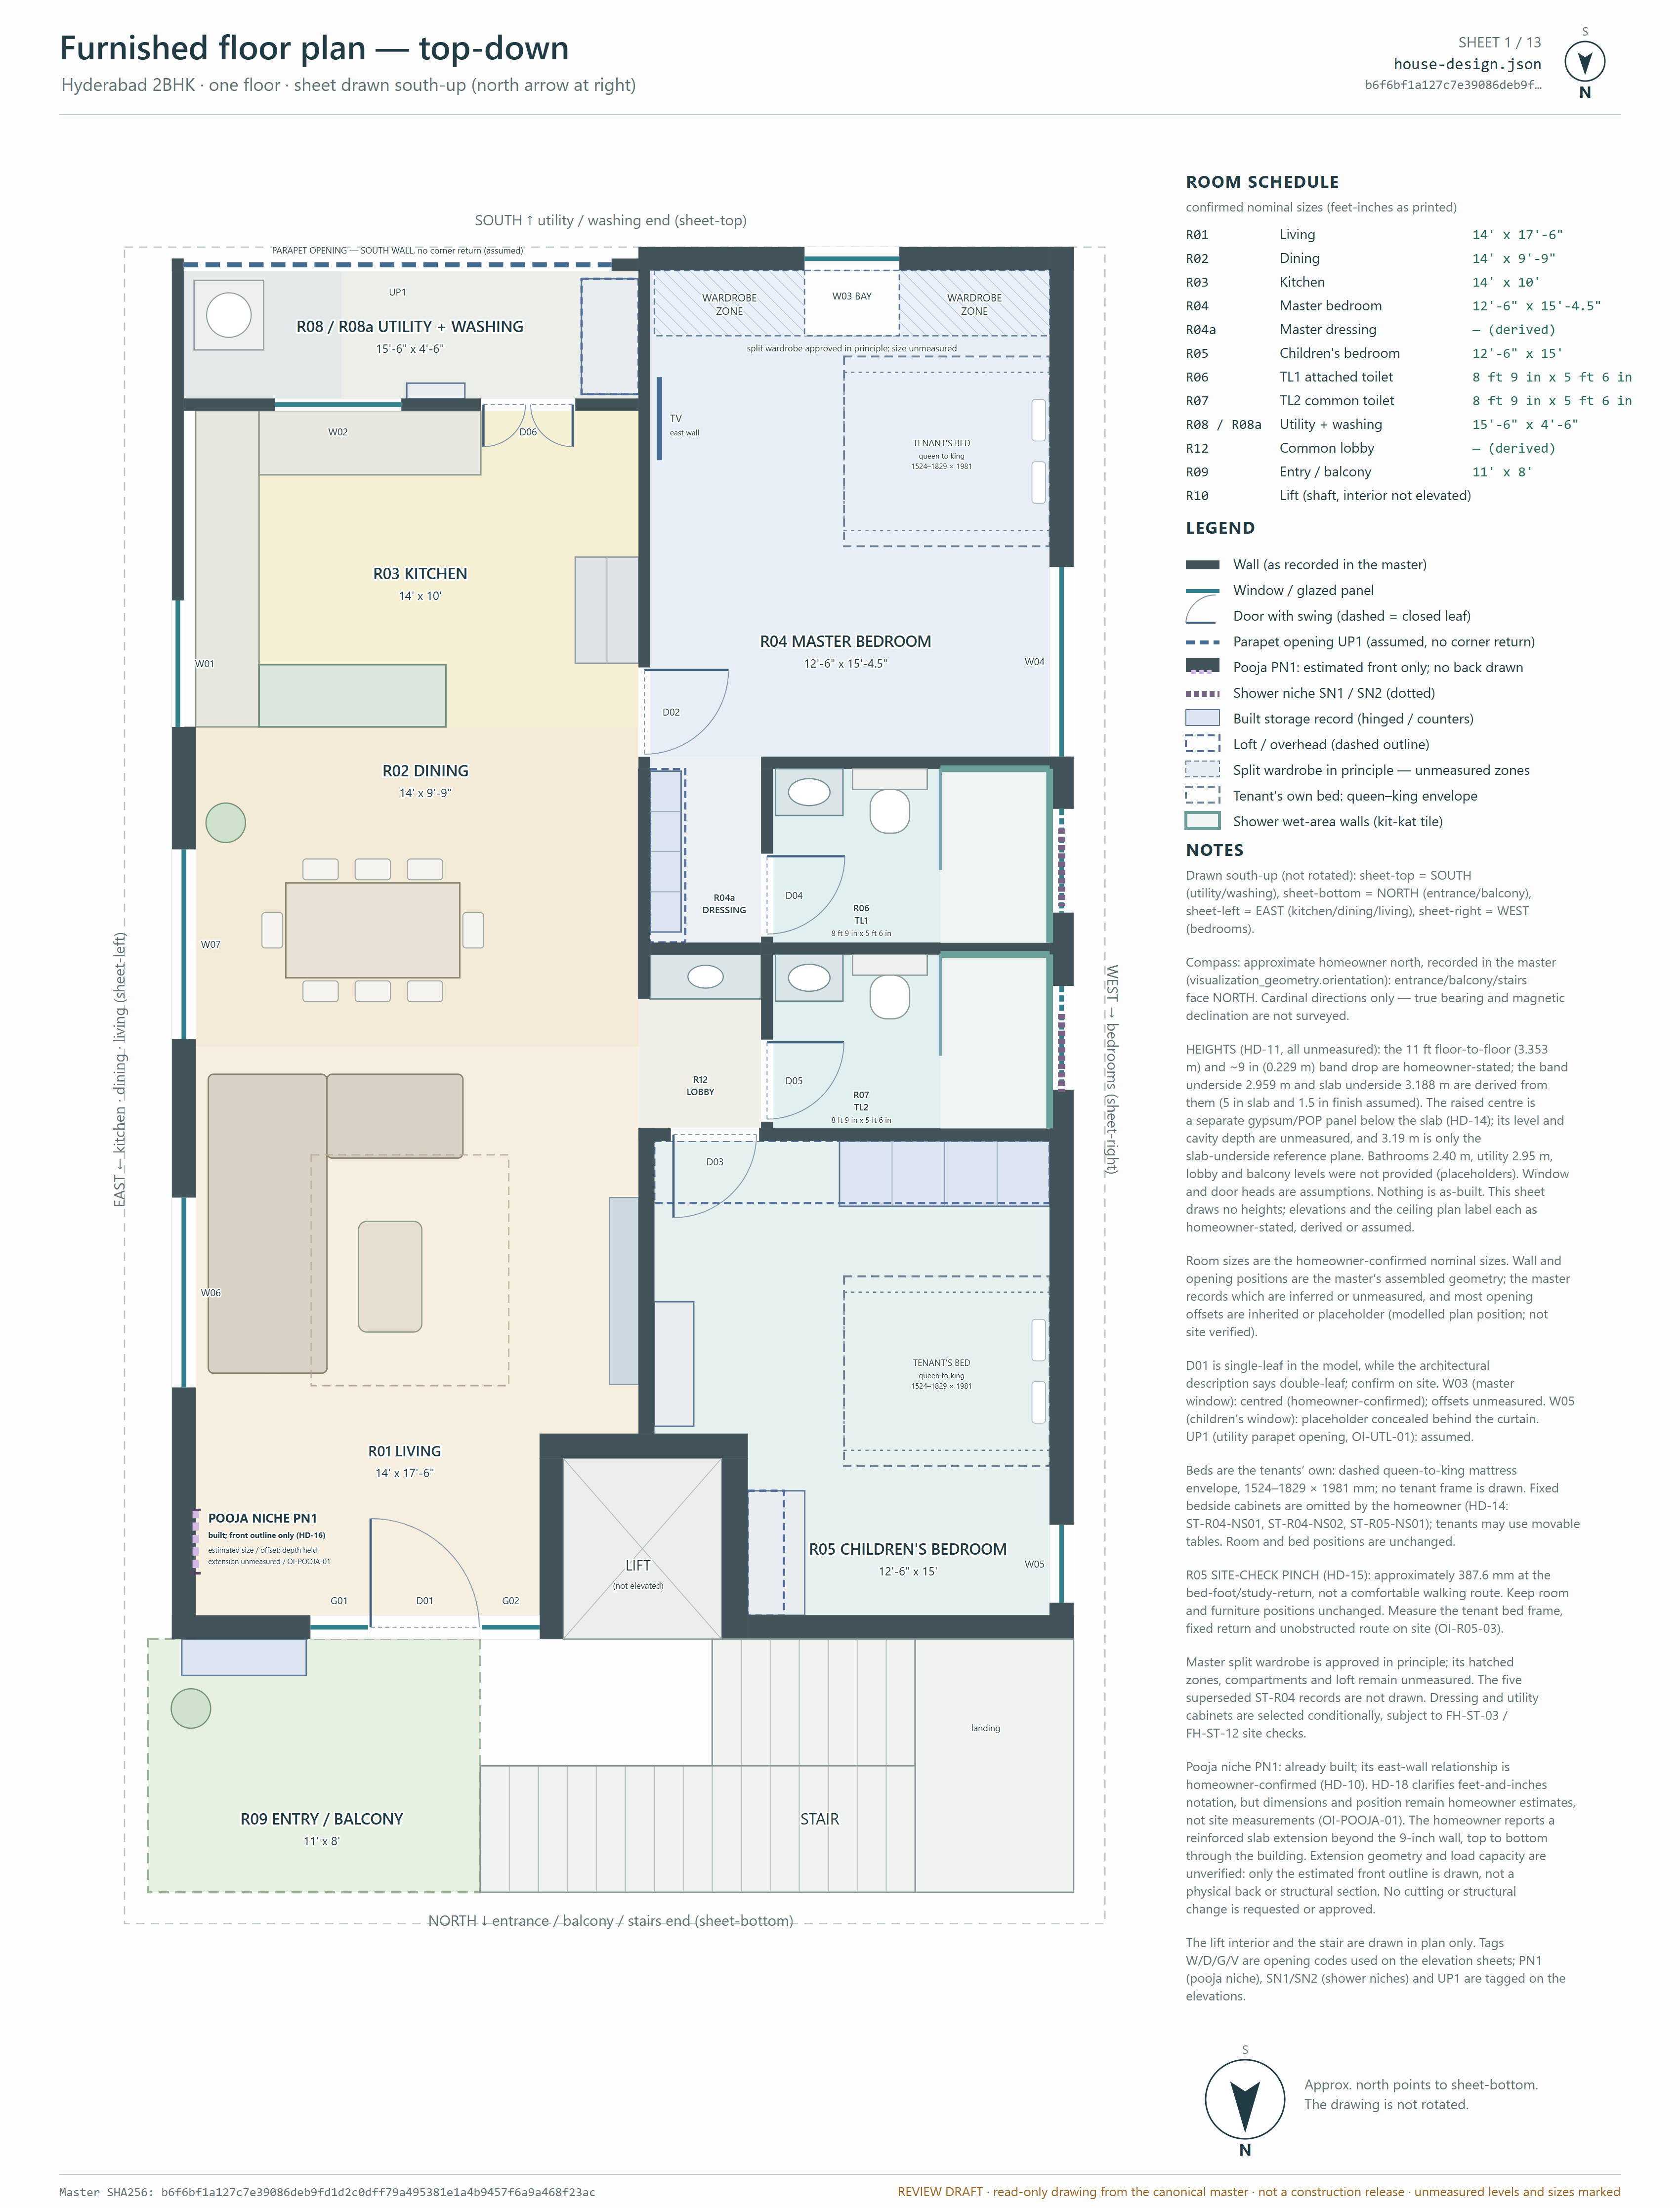 Furnished floor plan — top-down
Hyderabad 2BHK · one floor · sheet drawn south-up (north arrow at right)
SHEET 1 / 13
house-design.json
b6f6bf1a127c7e39086deb9f…
S
N
SOUTH ↑ utility / washing end (sheet-top)
PARAPET OPENING — SOUTH WALL, no corner return (assumed)
UP1
R08 / R08a UTILITY + WASHING
15'-6" x 4'-6"
WARDROBE
ZONE
W03 BAY
WARDROBE
ZONE
split wardrobe approved in principle; size unmeasured
TV
east wall
W02
D06
TENANT'S BED
queen to king
1524–1829 × 1981
R03 KITCHEN
14' x 10'
R04 MASTER BEDROOM
12'-6" x 15'-4.5"
W01
W04
D02
R02 DINING
14' x 9'-9"
R04a
DRESSING
D04
R06
TL1
8 ft 9 in x 5 ft 6 in
W07
EAST ← kitchen · dining · living (sheet-left)
WEST → bedrooms (sheet-right)
R12
LOBBY
D05
R07
TL2
8 ft 9 in x 5 ft 6 in
D03
W06
TENANT'S BED
queen to king
1524–1829 × 1981
R01 LIVING
14' x 17'-6"
POOJA NICHE PN1
built; front outline only (HD-16)
estimated size / offset; depth held
extension unmeasured / OI-POOJA-01
G01
D01
G02
LIFT
(not elevated)
R05 CHILDREN'S BEDROOM
12'-6" x 15'
W05
landing
R09 ENTRY / BALCONY
11' x 8'
STAIR
NORTH ↓ entrance / balcony / stairs end (sheet-bottom)
ROOM SCHEDULE
confirmed nominal sizes (feet-inches as printed)
R01 Living 14' x 17'-6"
R02 Dining 14' x 9'-9"
R03 Kitchen 14' x 10'
R04 Master bedroom 12'-6" x 15'-4.5"
R04a Master dressing — (derived)
R05 Children's bedroom 12'-6" x 15'
R06 TL1 attached toilet 8 ft 9 in x 5 ft 6 in
R07 TL2 common toilet 8 ft 9 in x 5 ft 6 in
R08 / R08a Utility + washing 15'-6" x 4'-6"
R12 Common lobby — (derived)
R09 Entry / balcony 11' x 8'
R10 Lift (shaft, interior not elevated)
LEGEND
Wall (as recorded in the master)
Window / glazed panel
Door with swing (dashed = closed leaf)
Parapet opening UP1 (assumed, no corner return)
Pooja PN1: estimated front only; no back drawn
Shower niche SN1 / SN2 (dotted)
Built storage record (hinged / counters)
Loft / overhead (dashed outline)
Split wardrobe in principle — unmeasured zones
Tenant's own bed: queen–king envelope
Shower wet-area walls (kit-kat tile)
NOTES
Drawn south-up (not rotated): sheet-top = SOUTH
(utility/washing), sheet-bottom = NORTH (entrance/balcony),
sheet-left = EAST (kitchen/dining/living), sheet-right = WEST
(bedrooms).
Compass: approximate homeowner north, recorded in the master
(visualization_geometry.orientation): entrance/balcony/stairs
face NORTH. Cardinal directions only — true bearing and magnetic
declination are not surveyed.
HEIGHTS (HD-11, all unmeasured): the 11 ft floor-to-floor (3.353
m) and ~9 in (0.229 m) band drop are homeowner-stated; the band
underside 2.959 m and slab underside 3.188 m are derived from
them (5 in slab and 1.5 in finish assumed). The raised centre is
a separate gypsum/POP panel below the slab (HD-14); its level and
cavity depth are unmeasured, and 3.19 m is only the
slab-underside reference plane. Bathrooms 2.40 m, utility 2.95 m,
lobby and balcony levels were not provided (placeholders). Window
and door heads are assumptions. Nothing is as-built. This sheet
draws no heights; elevations and the ceiling plan label each as
homeowner-stated, derived or assumed.
Room sizes are the homeowner-confirmed nominal sizes. Wall and
opening positions are the master's assembled geometry; the master
records which are inferred or unmeasured, and most opening
offsets are inherited or placeholder (modelled plan position; not
site verified).
D01 is single-leaf in the model, while the architectural
description says double-leaf; confirm on site. W03 (master
window): centred (homeowner-confirmed); offsets unmeasured. W05
(children's window): placeholder concealed behind the curtain.
UP1 (utility parapet opening, OI-UTL-01): assumed.
Beds are the tenants' own: dashed queen-to-king mattress
envelope, 1524–1829 × 1981 mm; no tenant frame is drawn. Fixed
bedside cabinets are omitted by the homeowner (HD-14:
ST-R04-NS01, ST-R04-NS02, ST-R05-NS01); tenants may use movable
tables. Room and bed positions are unchanged.
R05 SITE-CHECK PINCH (HD-15): approximately 387.6 mm at the
bed-foot/study-return, not a comfortable walking route. Keep room
and furniture positions unchanged. Measure the tenant bed frame,
fixed return and unobstructed route on site (OI-R05-03).
Master split wardrobe is approved in principle; its hatched
zones, compartments and loft remain unmeasured. The five
superseded ST-R04 records are not drawn. Dressing and utility
cabinets are selected conditionally, subject to FH-ST-03 /
FH-ST-12 site checks.
Pooja niche PN1: already built; its east-wall relationship is
homeowner-confirmed (HD-10). HD-18 clarifies feet-and-inches
notation, but dimensions and position remain homeowner estimates,
not site measurements (OI-POOJA-01). The homeowner reports a
reinforced slab extension beyond the 9-inch wall, top to bottom
through the building. Extension geometry and load capacity are
unverified: only the estimated front outline is drawn, not a
physical back or structural section. No cutting or structural
change is requested or approved.
The lift interior and the stair are drawn in plan only. Tags
W/D/G/V are opening codes used on the elevation sheets; PN1
(pooja niche), SN1/SN2 (shower niches) and UP1 are tagged on the
elevations.
S
N
Approx. north points to sheet-bottom.
The drawing is not rotated.
Master SHA256: b6f6bf1a127c7e39086deb9fd1d2c0dff79a495381e1a4b9457f6a9a468f23ac
REVIEW DRAFT · read-only drawing from the canonical master · not a construction release · unmeasured levels and sizes marked